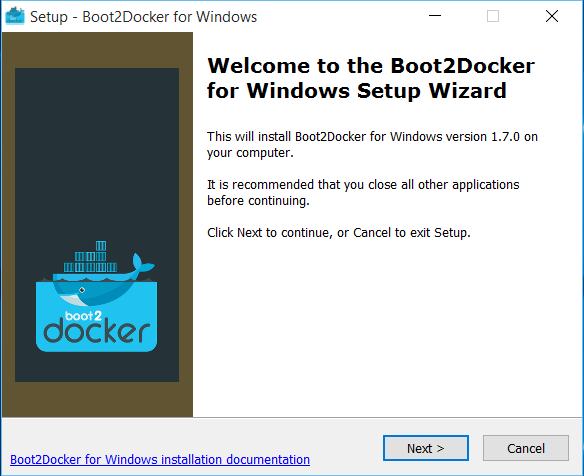 Setup - Boot2Docker for Windows
Welcome to the Boot2Docker
for Windows Setup Wizard
This will install Boot2Docker for Windows version 1.7.0 on
your computer.
It is recommended that you close all other applications
before continuing.
Click Next to continue, or Cancel to exit Setup.
boot2
docker
Boot2Docker for Windows installation documentation
Next >
Cancel